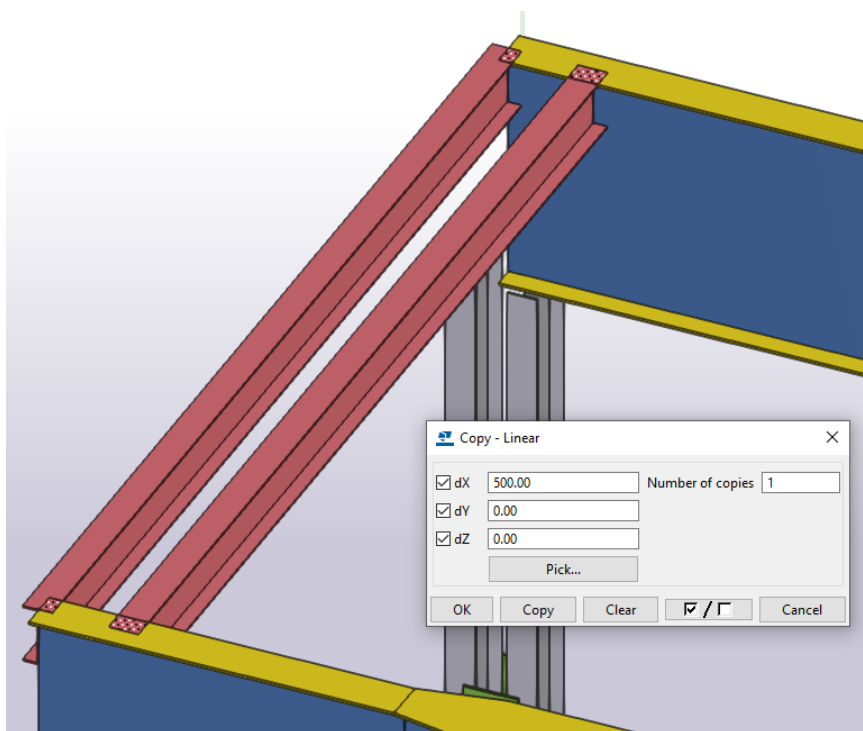 Copy - Linear
dX 500.00 Number of copies 1
dY 0.00
dZ 0.00
Pick...
OK Copy Clear / Cancel